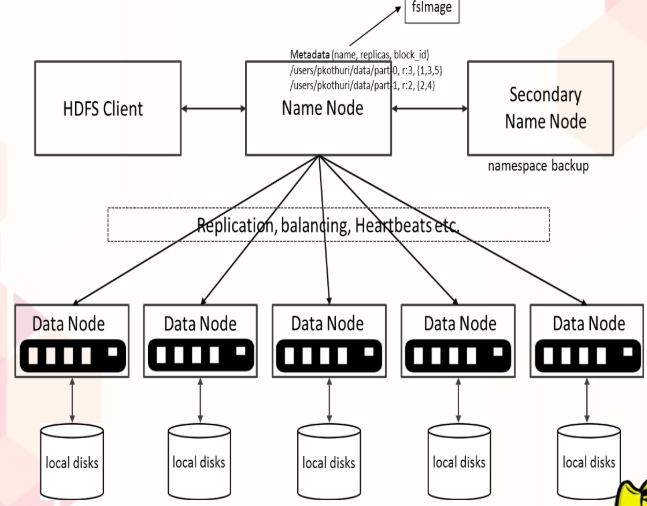 fsImage
Metadata (name, replicas, block_id)
/users/pkothuri/data/part-0, r:3, {1,3,5}
/users/pkothuri/data/part-1, r:2, {2,4}
HDFS Client
Name Node
Secondary
Name Node
namespace backup
Replication, balancing, Heartbeats etc.
Data Node
Data Node
Data Node
Data Node
Data Node
local disks
local disks
local disks
local disks
local disks